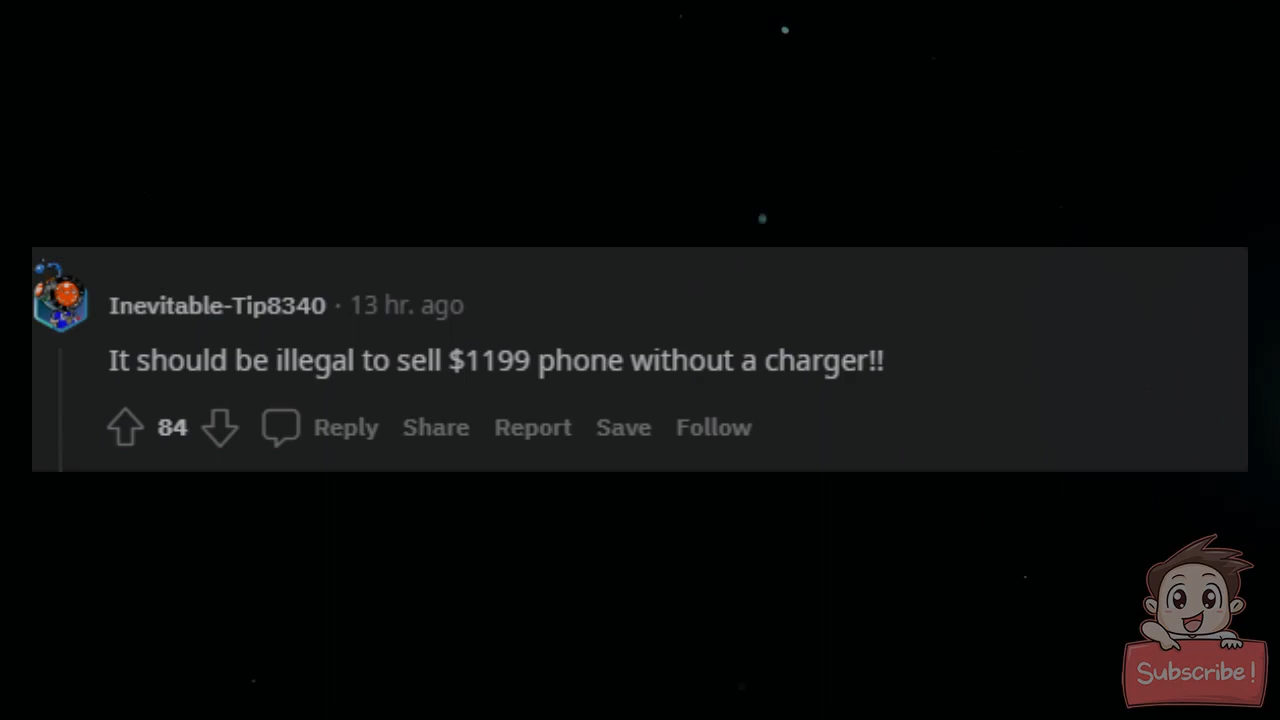 Inevitable-Tip8340 · 13 hr. ago
It should be illegal to sell $1199 phone without a charger!!
84 Reply Share Report Save Follow
Subscribe!